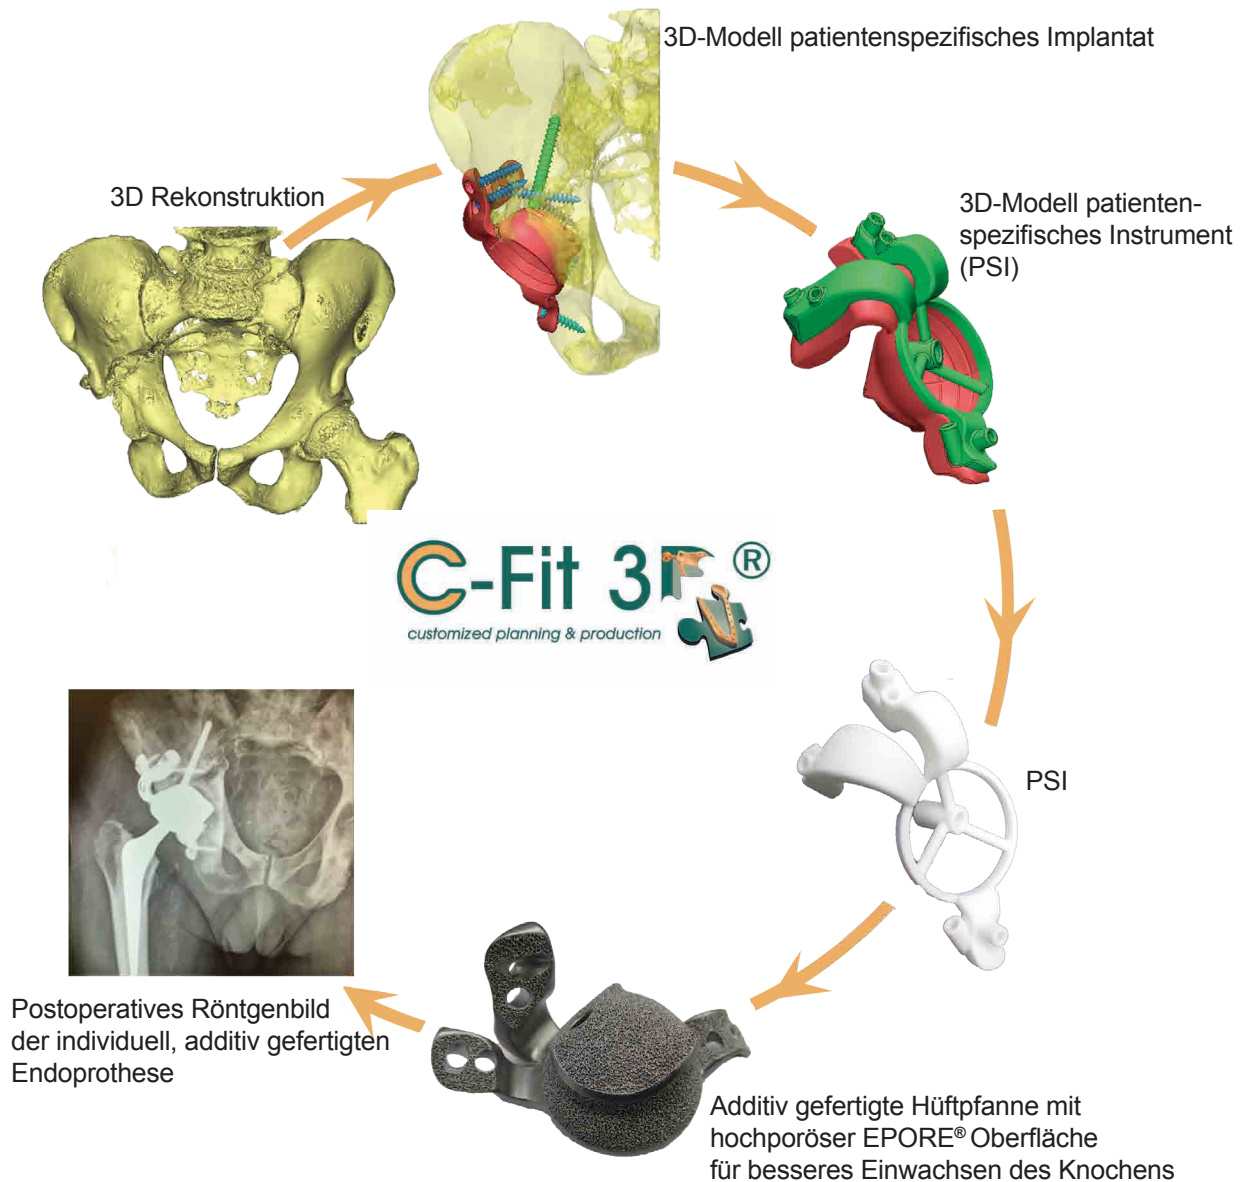 3D-Modell patientenspezifisches Implantat
3D Rekonstruktion
3D-Modell patienten-
spezifisches Instrument
(PSI)
C-Fit 3D®
customized planning & production
PSI
Additiv gefertigte Hüftpfanne mit
hochporöser EPORE® Oberfläche
für besseres Einwachsen des Knochens
Postoperatives Röntgenbild
der individuell, additiv gefertigten
Endoprothese